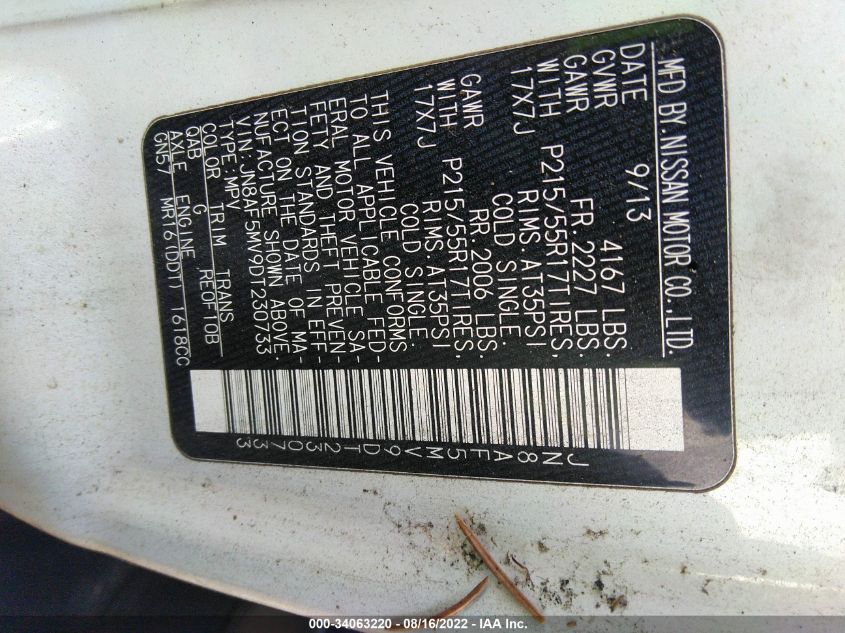 MFD BY.NISSAN MOTOR CO.,LTD.
DATE 9/13
GVWR 4167 LBS.
GAWR FR. 2227 LBS.
WITH P215/55R17TIRES,
17X7J RIMS. AT35PSI
COLD SINGLE.
GAWR RR. 2006 LBS.
WITH P215/55R17TIRES,
17X7J RIMS. AT35PSI
COLD SINGLE.
THIS VEHICLE CONFORMS
TO ALL APPLICABLE FED-
ERAL MOTOR VEHICLE SA-
FETY AND THEFT PREVEN-
TION STANDARDS IN EFF-
ECT ON THE DATE OF MA-
NUFACTURE SHOWN ABOVE.
VIN: JN8AF5MV9DT230733
TYPE: MPV
COLOR TRIM TRANS
QAB G REOF10B
AXLE ENGINE
GN57 MR16(DDT) 1618CC
JN8AF5MV9DT230733
000-34063220 - 08/16/2022 - IAA Inc.